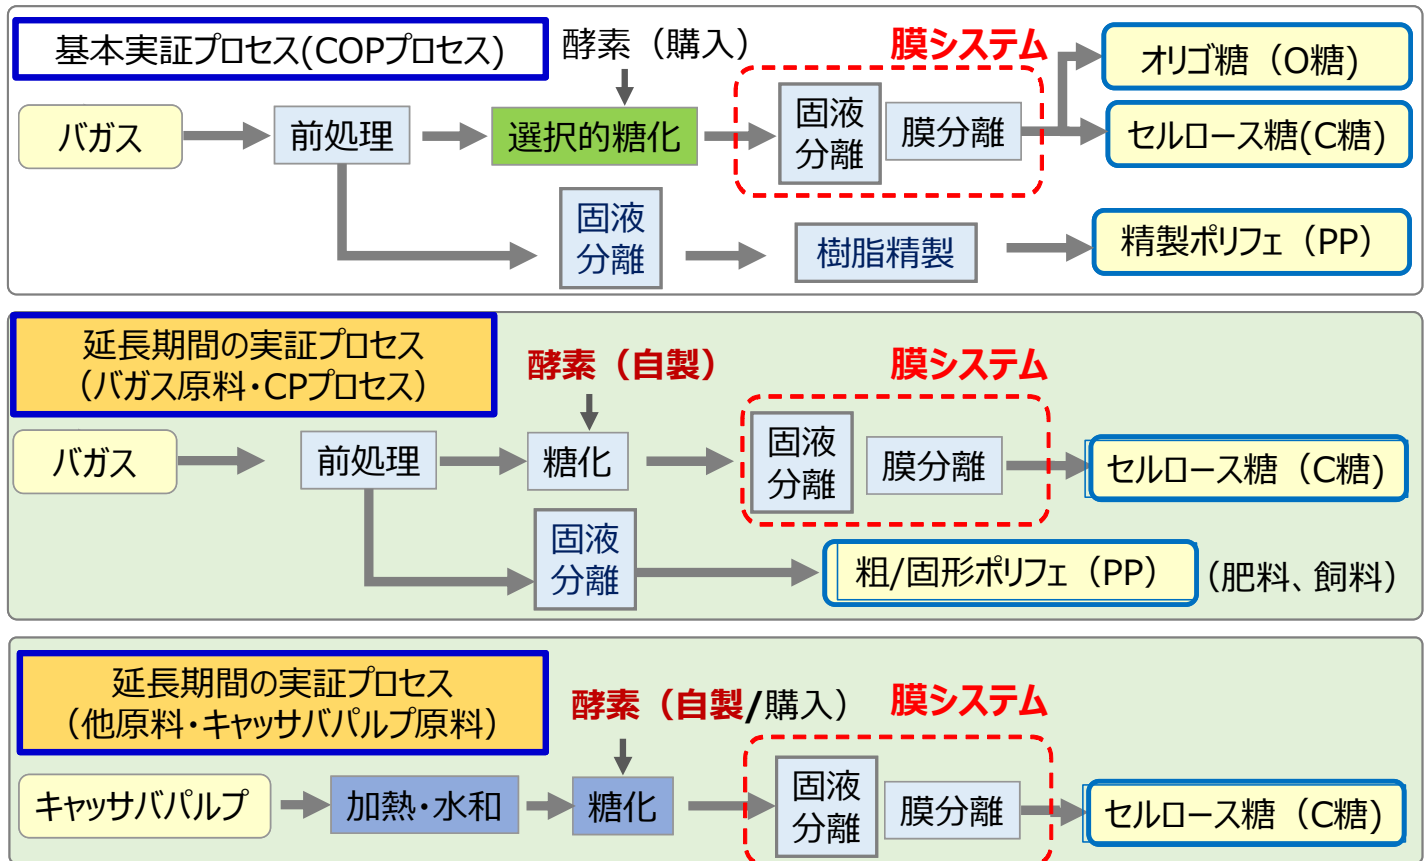 基本実証プロセス(COPプロセス)
酵素（購入）
膜システム
オリゴ糖（O糖)
バガス
前処理
選択的糖化
固液
分離
膜分離
セルロース糖(C糖)
固液
分離
樹脂精製
精製ポリフェ（PP）
延長期間の実証プロセス
（バガス原料・CPプロセス）
酵素（自製）
膜システム
バガス
前処理
糖化
固液
分離
膜分離
セルロース糖（C糖)
固液
分離
粗/固形ポリフェ（PP）
（肥料、飼料）
延長期間の実証プロセス
（他原料・キャッサバパルプ原料）
酵素（自製/購入）
膜システム
キャッサバパルプ
加熱・水和
糖化
固液
分離
膜分離
セルロース糖（C糖)